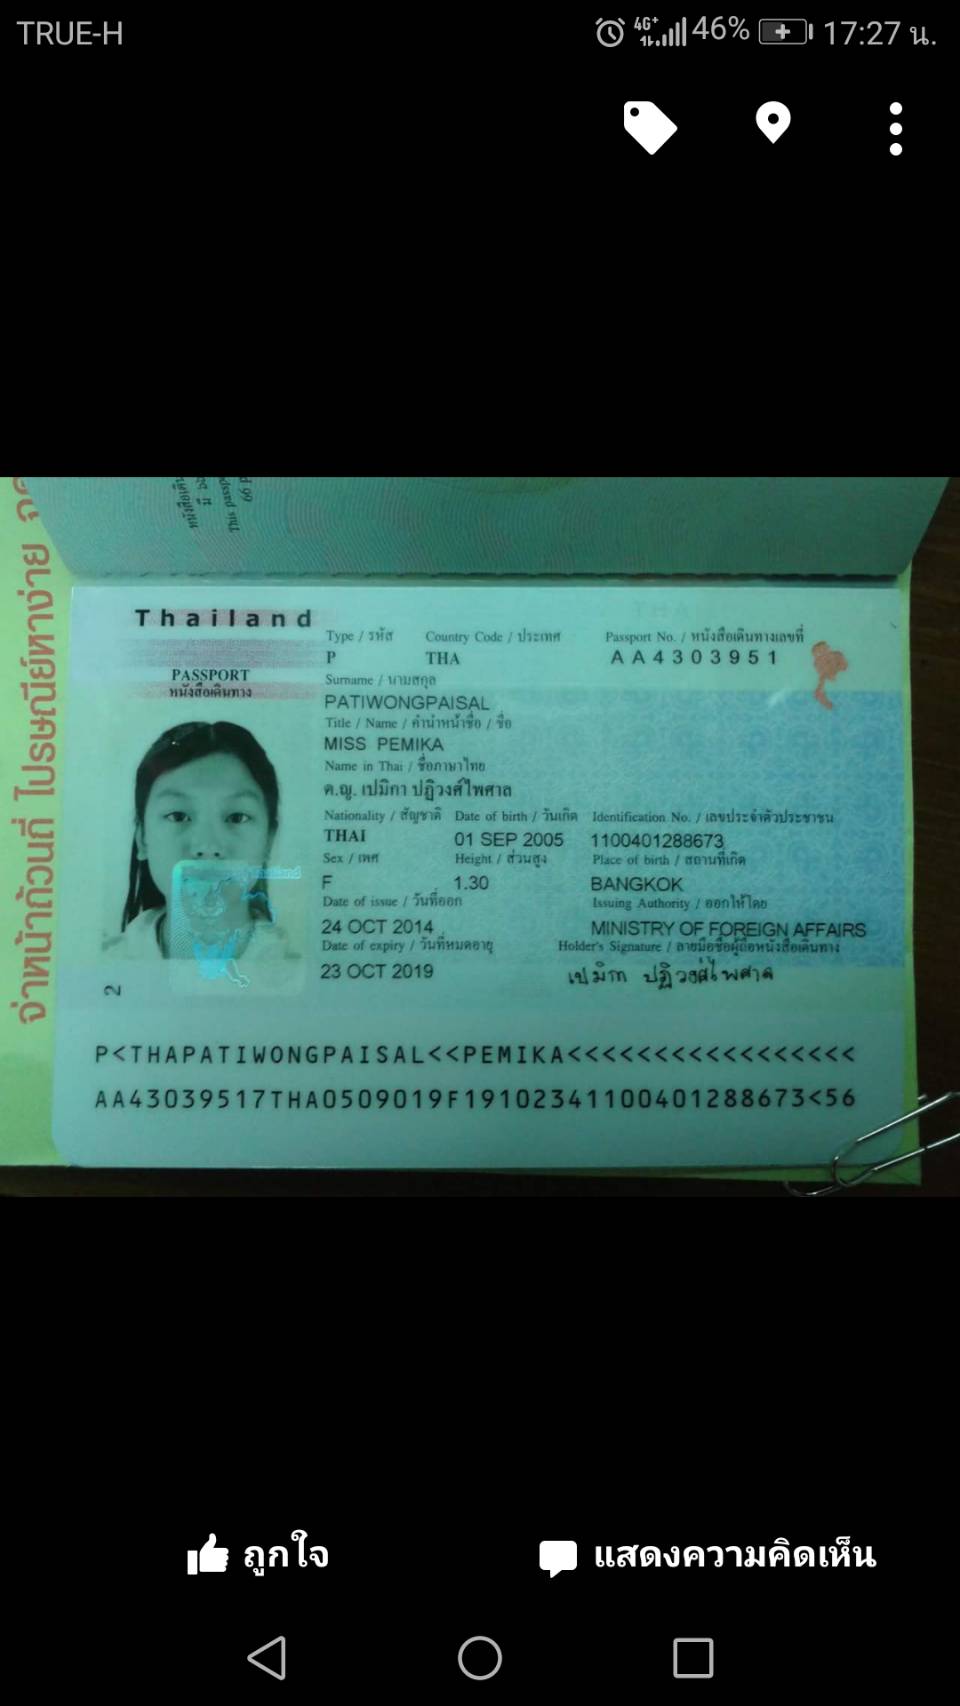 TRUE-H 4G+ 46% 17:27 น.
จ่าหน้าถ้วนถี่ ไปรษณีย์หาง่าย
This pass
66
Thailand
PASSPORT
หนังสือเดินทาง
Type / รหัส Country Code / ประเทศ Passport No. / หนังสือเดินทางเลขที่
P THA AA4303951
Surname / นามสกุล
PATIWONGPAISAL
Title / Name / คำนำหน้าชื่อ / ชื่อ
MISS PEMIKA
Name in Thai / ชื่อภาษาไทย
ด.ญ. เปมิกา ปฏิวงศ์ไพศาล
Nationality / สัญชาติ Date of birth / วันเกิด Identification No. / เลขประจำตัวประชาชน
THAI 01 SEP 2005 1100401288673
Sex / เพศ Height / ส่วนสูง Place of birth / สถานที่เกิด
F 1.30 BANGKOK
Date of issue / วันที่ออก Issuing Authority / ออกให้โดย
24 OCT 2014 MINISTRY OF FOREIGN AFFAIRS
Date of expiry / วันที่หมดอายุ Holder's Signature / ลายมือชื่อผู้ถือหนังสือเดินทาง
23 OCT 2019 เปมิกา ปฏิวงศ์ไพศาล
2
P<THAPATIWONGPAISAL<<PEMIKA<<<<<<<<<<<<<<<<<
AA43039517THA0509019F19102341100401288673<56
ถูกใจ แสดงความคิดเห็น